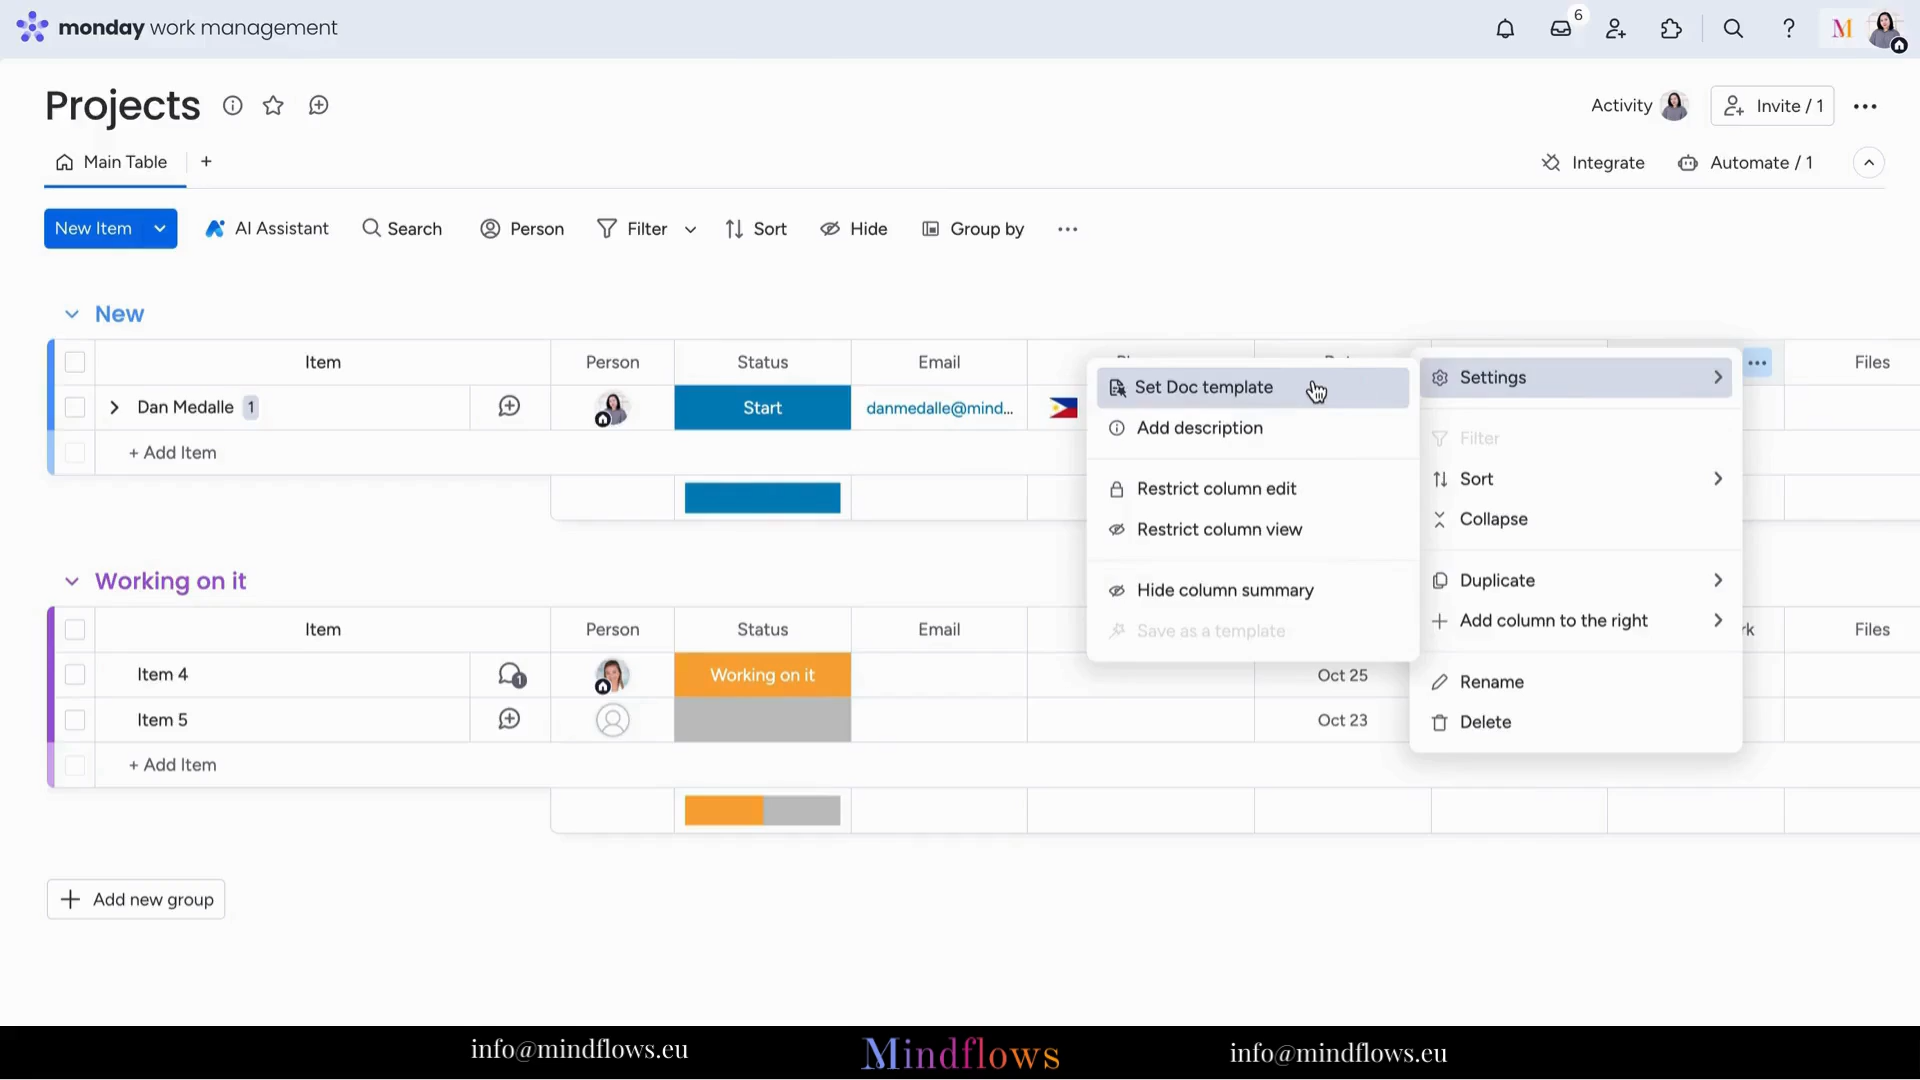 monday work management
6
M
Projects
Activity
Invite / 1
Main Table
+
Integrate
Automate / 1
New Item
AI Assistant
Search
Person
Filter
Sort
Hide
Group by
New
Item
Person
Status
Email
Files
Dan Medalle 1
Start
danmedalle@mind...
+ Add Item
Set Doc template
Add description
Restrict column edit
Restrict column view
Hide column summary
Save as a template
Settings
Filter
Sort
Collapse
Duplicate
Add column to the right
Rename
Delete
Working on it
Item
Person
Status
Email
Files
Item 4
1
Working on it
Oct 25
Item 5
Oct 23
+ Add Item
Add new group
info@mindflows.eu
Mindflows
info@mindflows.eu